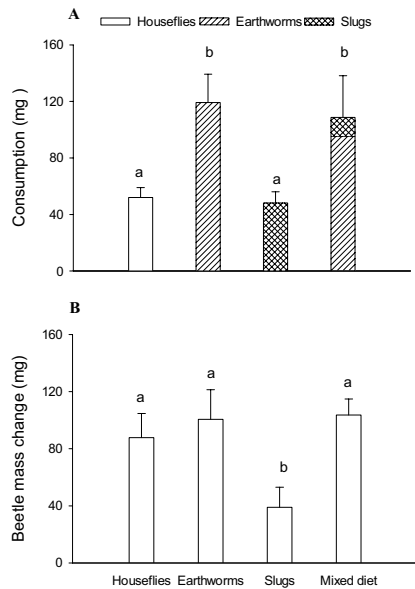 A
Houseflies Earthworms Slugs
160
120
80
40
0
Consumption (mg )
a
b
a
b
B
160
120
80
40
0
Beetle mass change (mg)
a
a
b
a
Houseflies Earthworms Slugs Mixed diet